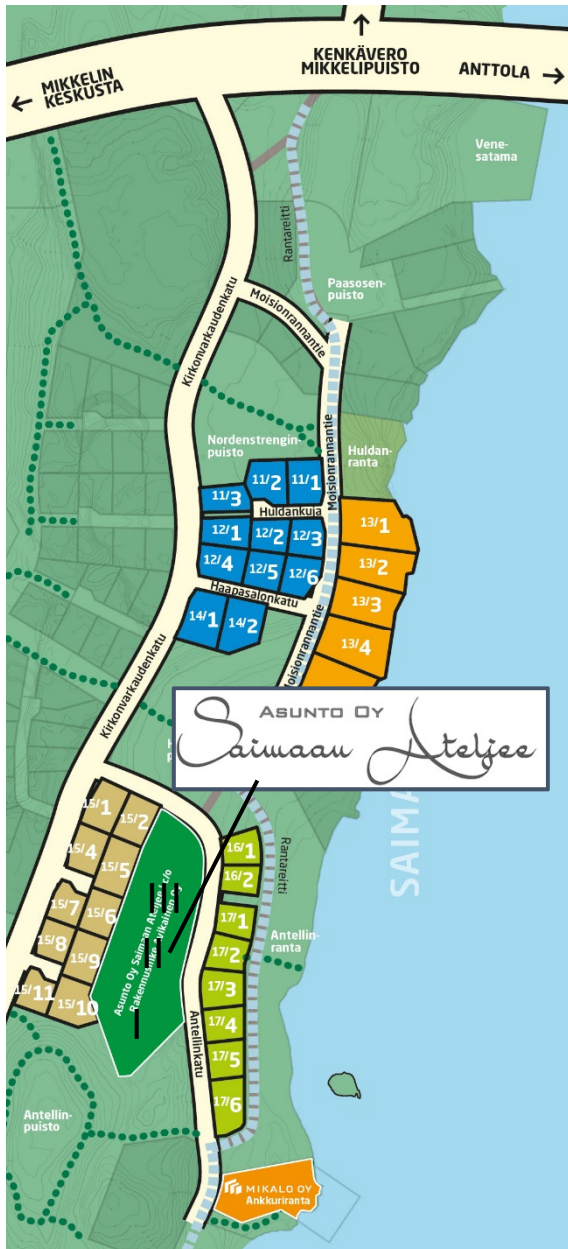 KENKÄVERO
MIKKELIPUISTO
MIKKELIN
KESKUSTA
ANTTOLA
Vene-
satama
Rantareitti
Paasosen-
puisto
Moisionrannantie
Kirkonvarkaudenkatu
Nordenstrengin-
puisto
Huldan-
ranta
Moisionrannantie
11/3
11/2
11/1
Huldankuja
12/1
12/2
12/3
12/4
12/5
12/6
Haapasalonkatu
14/1
14/2
13/1
13/2
13/3
13/4
Moisionrannantie
Kirkonvarkaudenkatu
ASUNTO OY
Saimaan Ateljee
SAIMA
15/1
15/2
15/4
15/5
15/7
15/6
15/8
15/9
15/11
15/10
Asunto Oy Saimaan Ateljee c/o
16/1
16/2
17/1
17/2
17/3
17/4
17/5
17/6
Rantareitti
Antellin-
ranta
Antellinkatu
Antellin-
puisto
MIKALO OY
Ankkuriranta